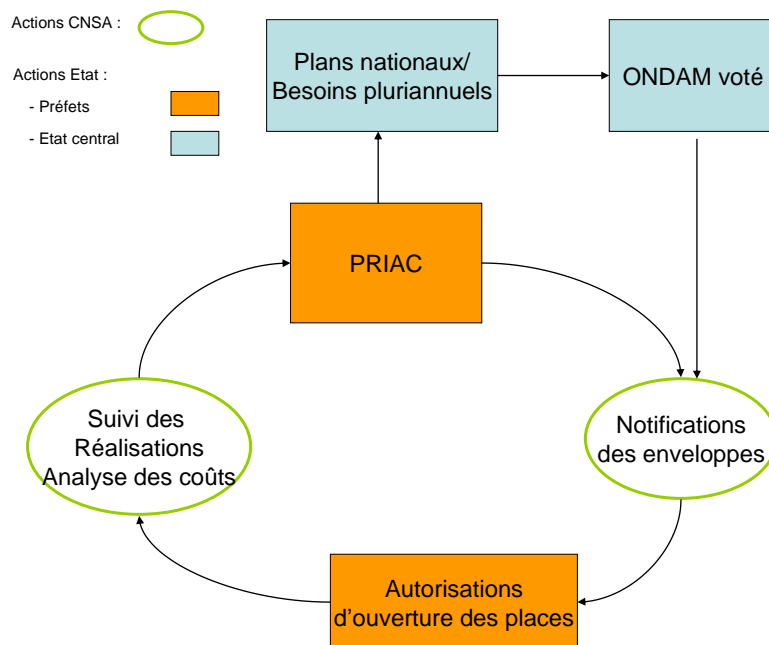 Actions CNSA :
Actions Etat :
- Préfets
- Etat central
Plans nationaux/
Besoins pluriannuels
ONDAM voté
PRIAC
Suivi des
Réalisations
Analyse des coûts
Notifications
des enveloppes
Autorisations
d'ouverture des places